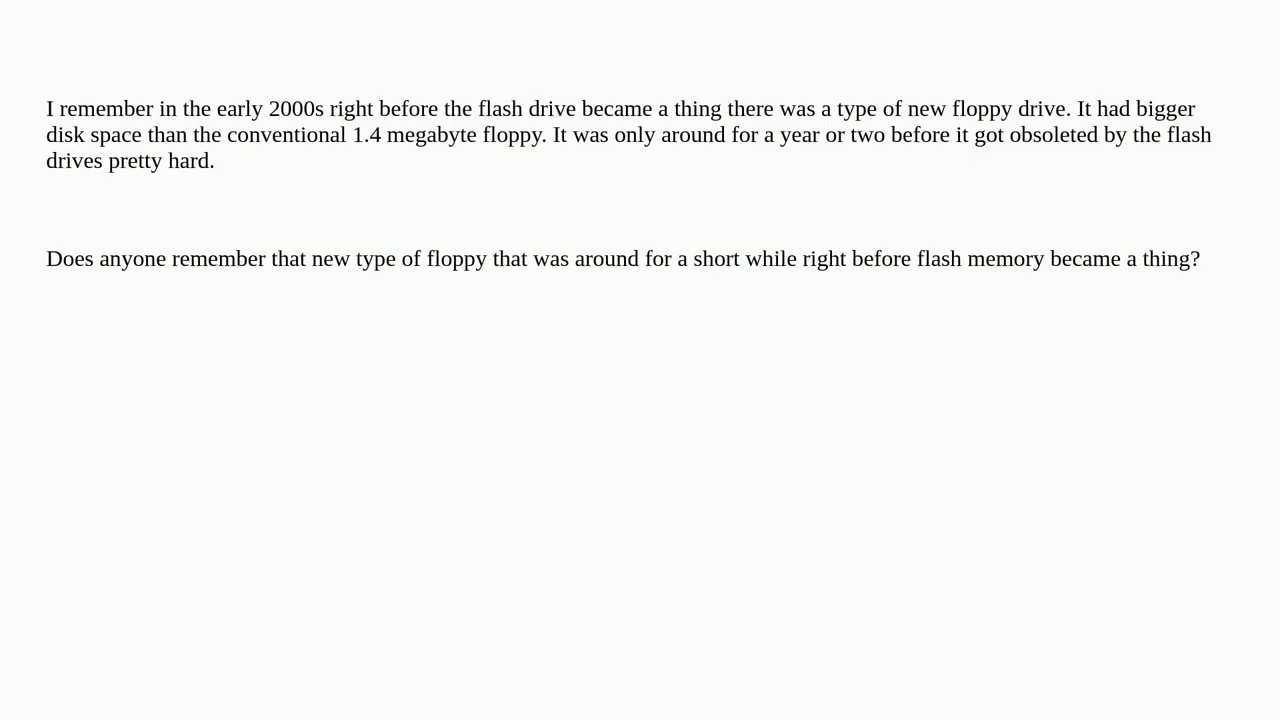 I remember in the early 2000s right before the flash drive became a thing there was a type of new floppy drive. It had bigger
disk space than the conventional 1.4 megabyte floppy. It was only around for a year or two before it got obsoleted by the flash
drives pretty hard.
Does anyone remember that new type of floppy that was around for a short while right before flash memory became a thing?